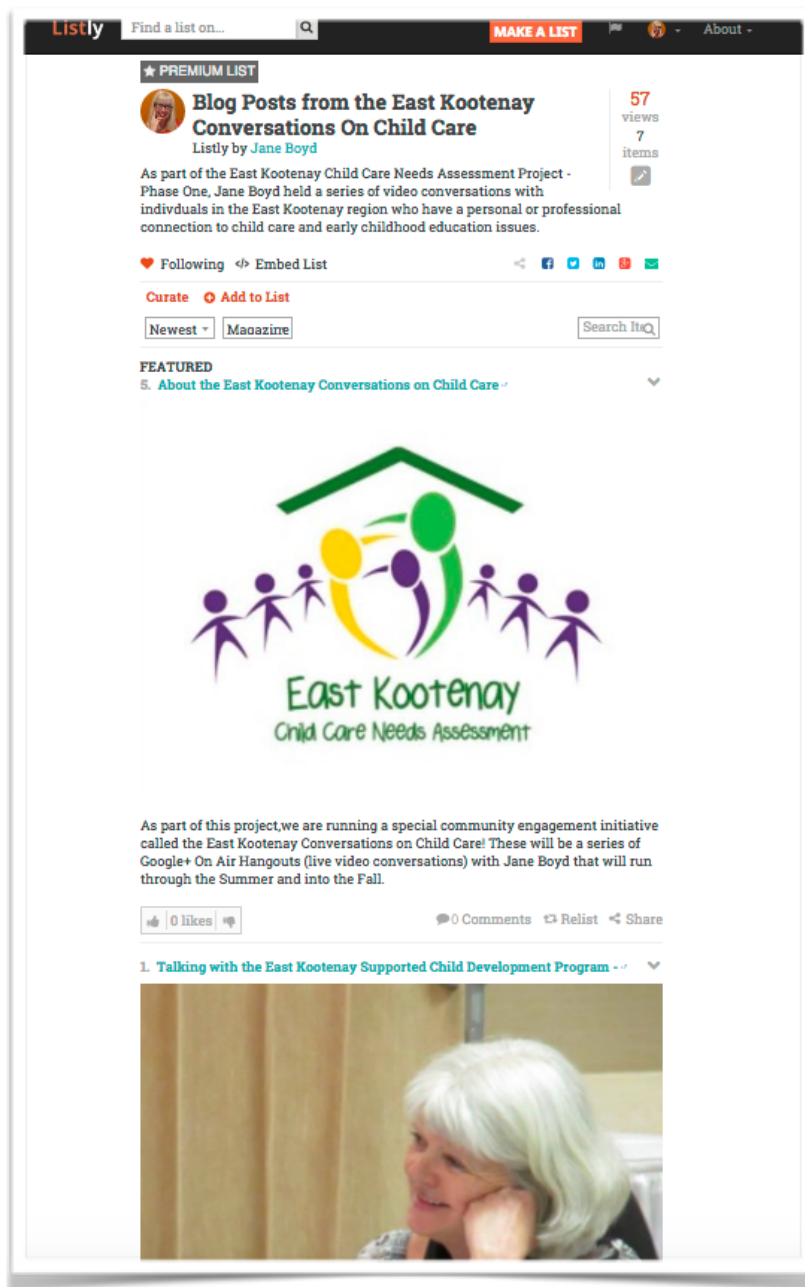 Listly Find a list on... MAKE A LIST About
PREMIUM LIST
Blog Posts from the East Kootenay
Conversations On Child Care
Listly by Jane Boyd
57
views
7
items
As part of the East Kootenay Child Care Needs Assessment Project -
Phase One, Jane Boyd held a series of video conversations with
indivduals in the East Kootenay region who have a personal or professional
connection to child care and early childhood education issues.
Following </> Embed List
Curate Add to List
Newest Magazine Search Ite
FEATURED
5. About the East Kootenay Conversations on Child Care
East Kootenay
Child Care Needs Assessment
As part of this project,we are running a special community engagement initiative
called the East Kootenay Conversations on Child Care! These will be a series of
Google+ On Air Hangouts (live video conversations) with Jane Boyd that will run
through the Summer and into the Fall.
0 likes 0 Comments Relist Share
1. Talking with the East Kootenay Supported Child Development Program -